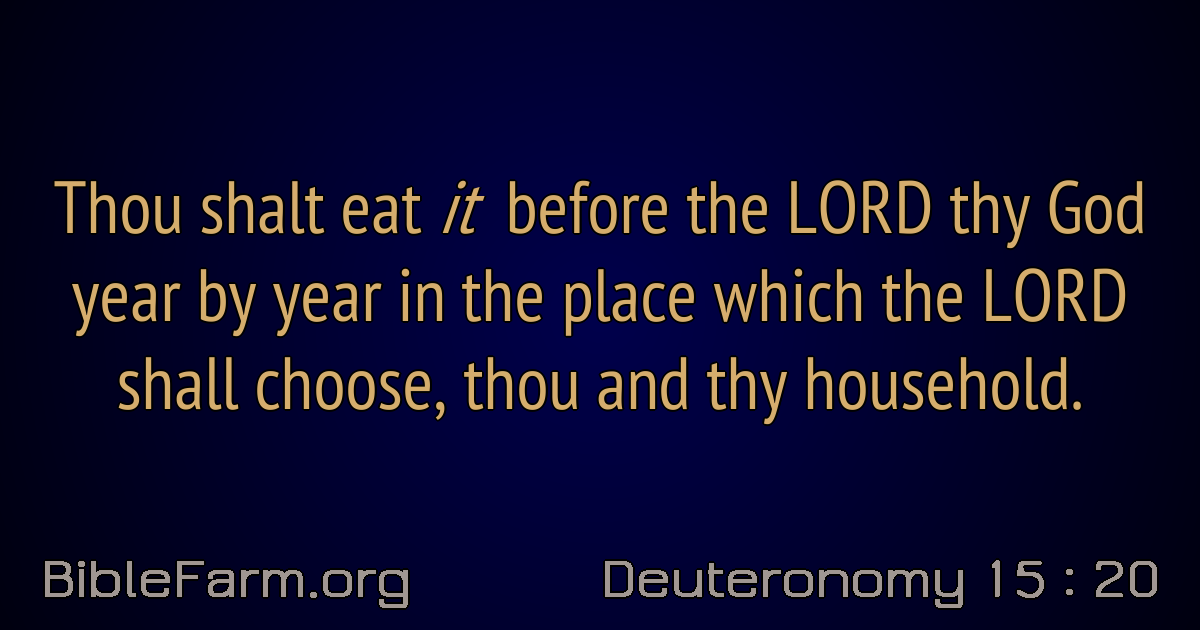 Thou shalt eat it before the LORD thy God
year by year in the place which the LORD
shall choose, thou and thy household.
BibleFarm.org
Deuteronomy 15 : 20